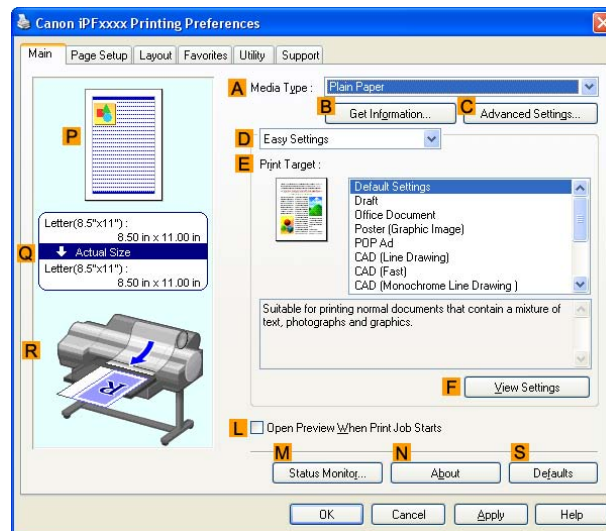 Canon iPFxxxx Printing Preferences
Main Page Setup Layout Favorites Utility Support
A Media Type : Plain Paper
B Get Information... C Advanced Settings...
D Easy Settings
E Print Target :
Default Settings
Draft
Office Document
Poster (Graphic Image)
POP Ad
CAD (Line Drawing)
CAD (Fast)
CAD (Monochrome Line Drawing )
Suitable for printing normal documents that contain a mixture of
text, photographs and graphics.
F View Settings
P
Q
Letter(8.5"x11") :
8.50 in x 11.00 in
Actual Size
Letter(8.5"x11") :
8.50 in x 11.00 in
R
R
L Open Preview When Print Job Starts
M Status Monitor... N About S Defaults
OK Cancel Apply Help